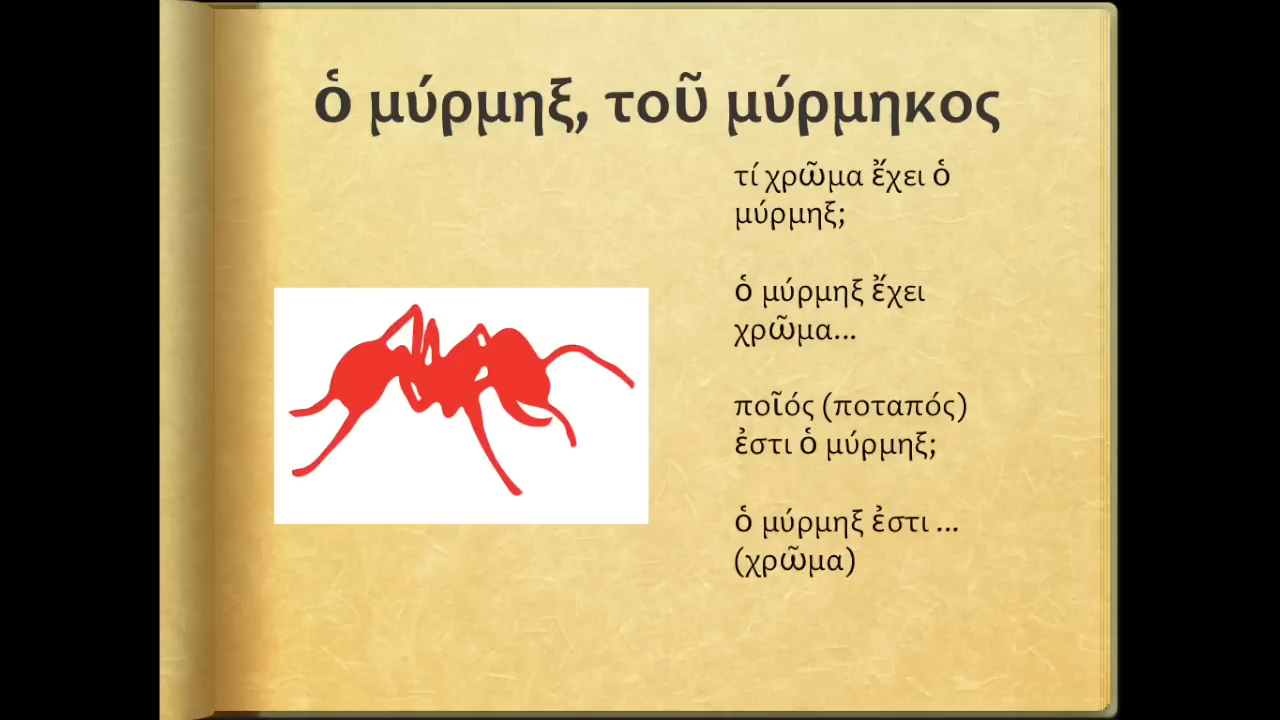 ὁ μύρμηξ, τοῦ μύρμηκος
τί χρῶμα ἔχει ὁ
μύρμηξ;
ὁ μύρμηξ ἔχει
χρῶμα...
ποῖός (ποταπός)
ἐστι ὁ μύρμηξ;
ὁ μύρμηξ ἐστι ...
(χρῶμα)